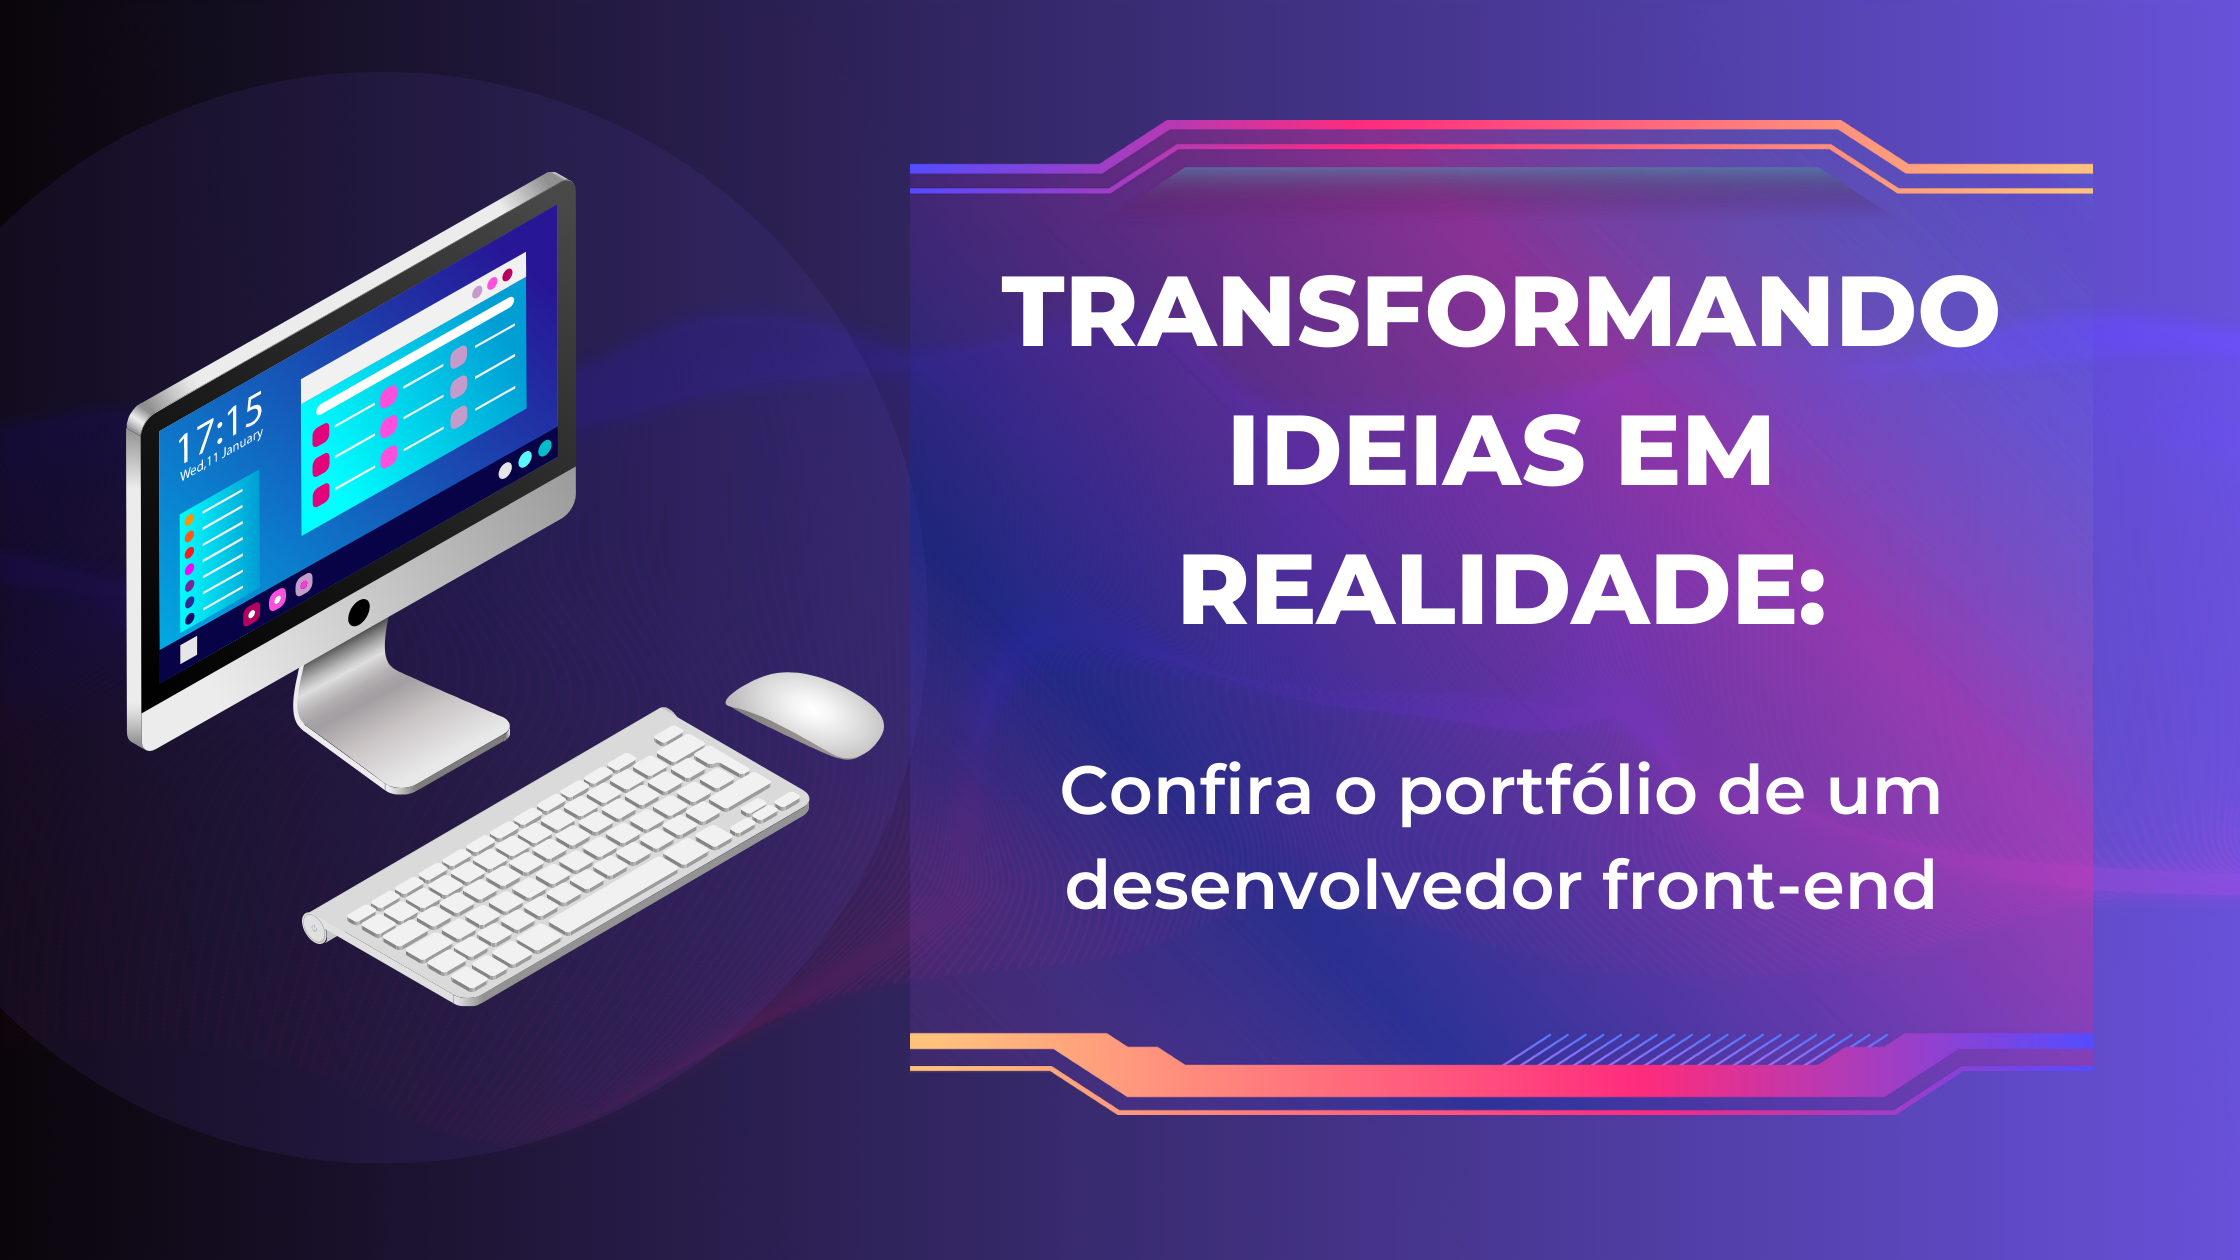 17:15
Wed,11 January
TRANSFORMANDO
IDEIAS EM
REALIDADE:
Confira o portfólio de um
desenvolvedor front-end